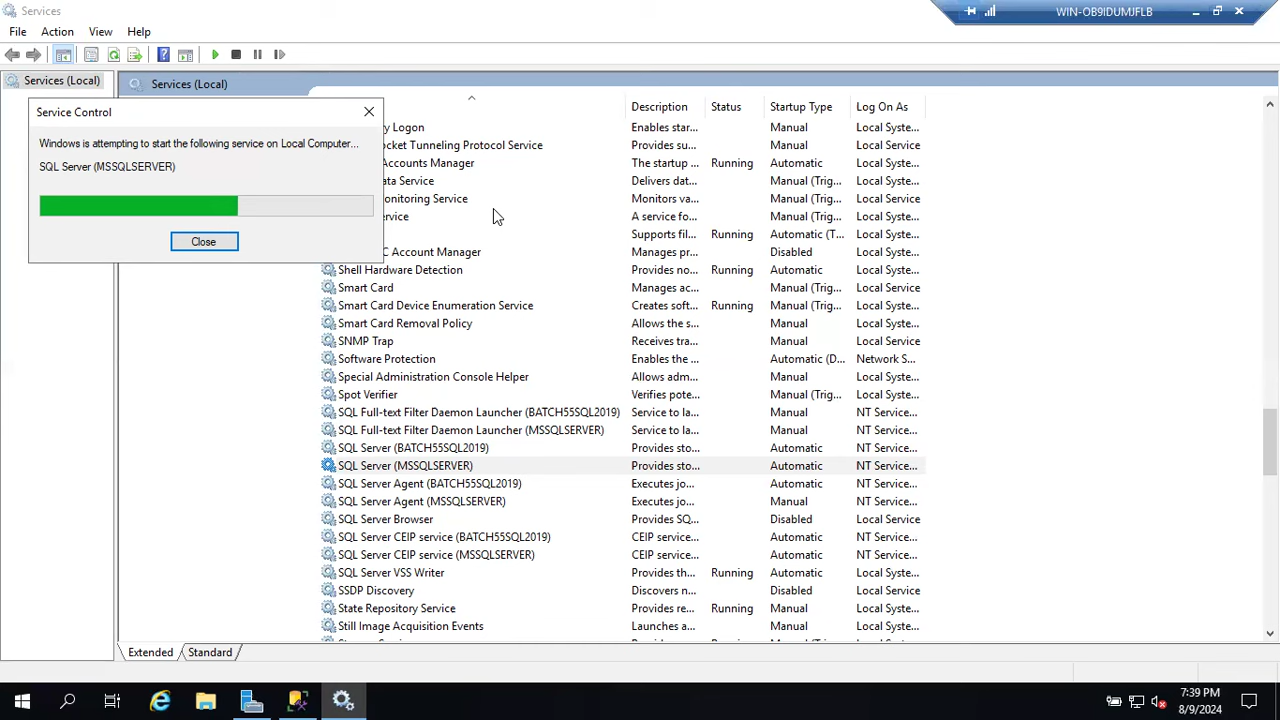 Services
WIN-OB9IDUMJFLB
File Action View Help
Services (Local)
Services (Local)
Service Control
Windows is attempting to start the following service on Local Computer...
SQL Server (MSSQLSERVER)
Close
Description Status Startup Type Log On As
y Logon Enables star... Manual Local Syste...
ocket Tunneling Protocol Service Provides su... Manual Local Service
Accounts Manager The startup ... Running Automatic Local Syste...
ata Service Delivers dat... Manual (Trig... Local Syste...
onitoring Service Monitors va... Manual (Trig... Local Syste...
ervice A service fo... Manual (Trig... Local Syste...
Supports fil... Running Automatic (T... Local Syste...
C Account Manager Manages pr... Disabled Local Syste...
Shell Hardware Detection Provides no... Running Automatic Local Syste...
Smart Card Manages ac... Manual (Trig... Local Service
Smart Card Device Enumeration Service Creates soft... Running Manual (Trig... Local Syste...
Smart Card Removal Policy Allows the s... Manual Local Syste...
SNMP Trap Receives tra... Manual Local Service
Software Protection Enables the ... Automatic (D... Network S...
Special Administration Console Helper Allows adm... Manual Local Syste...
Spot Verifier Verifies pote... Manual (Trig... Local Syste...
SQL Full-text Filter Daemon Launcher (BATCH55SQL2019) Service to la... Manual NT Service...
SQL Full-text Filter Daemon Launcher (MSSQLSERVER) Service to la... Manual NT Service...
SQL Server (BATCH55SQL2019) Provides sto... Automatic NT Service...
SQL Server (MSSQLSERVER) Provides sto... Automatic NT Service...
SQL Server Agent (BATCH55SQL2019) Executes jo... Automatic NT Service...
SQL Server Agent (MSSQLSERVER) Executes jo... Manual NT Service...
SQL Server Browser Provides SQ... Disabled Local Service
SQL Server CEIP service (BATCH55SQL2019) CEIP service... Automatic NT Service...
SQL Server CEIP service (MSSQLSERVER) CEIP service... Automatic NT Service...
SQL Server VSS Writer Provides th... Running Automatic Local Syste...
SSDP Discovery Discovers n... Disabled Local Service
State Repository Service Provides re... Running Manual Local Syste...
Still Image Acquisition Events Launches a... Manual Local Syste...
Extended Standard
7:39 PM
8/9/2024